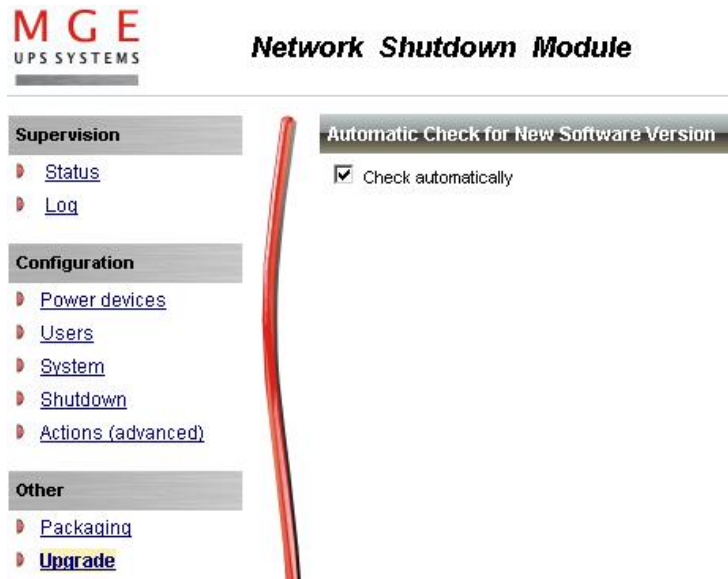 MGE
UPS SYSTEMS
Network Shutdown Module
Supervision
Status
Log
Configuration
Power devices
Users
System
Shutdown
Actions (advanced)
Other
Packaging
Upgrade
Automatic Check for New Software Version
Check automatically